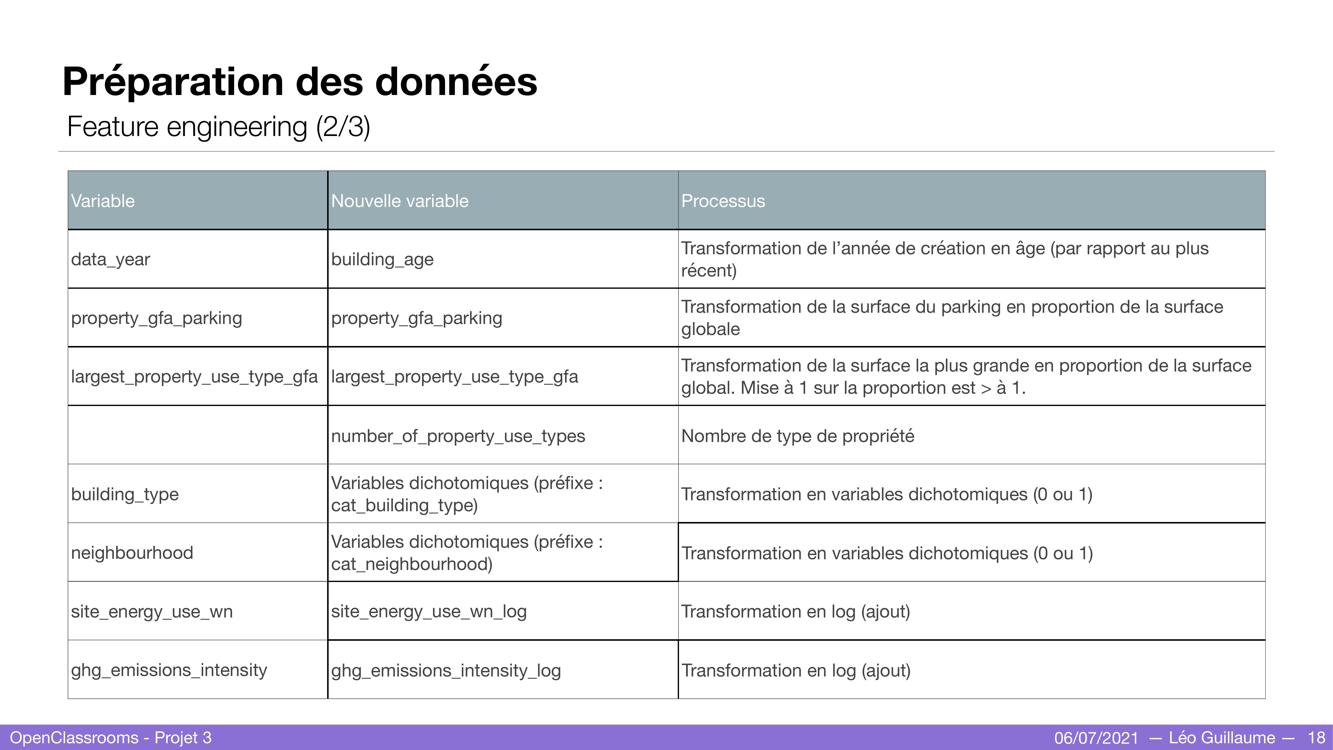 Préparation des données
Feature engineering (2/3)
Variable
Nouvelle variable
Processus
data_year
building_age
Transformation de l’année de création en âge (par rapport au plus
récent)
property_gfa_parking
property_gfa_parking
Transformation de la surface du parking en proportion de la surface
globale
largest_property_use_type_gfa
largest_property_use_type_gfa
Transformation de la surface la plus grande en proportion de la surface
global. Mise à 1 sur la proportion est > à 1.
number_of_property_use_types
Nombre de type de propriété
building_type
Variables dichotomiques (préfixe :
cat_building_type)
Transformation en variables dichotomiques (0 ou 1)
neighbourhood
Variables dichotomiques (préfixe :
cat_neighbourhood)
Transformation en variables dichotomiques (0 ou 1)
site_energy_use_wn
site_energy_use_wn_log
Transformation en log (ajout)
ghg_emissions_intensity
ghg_emissions_intensity_log
Transformation en log (ajout)
OpenClassrooms - Projet 3
06/07/2021 — Léo Guillaume — 18